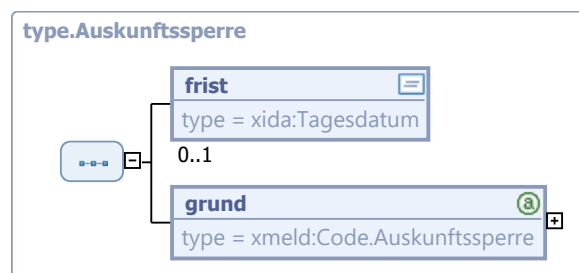 type.Auskunftssperre
frist
type = xida:Tagesdatum
0..1
grund
type = xmeld:Code.Auskunftssperre